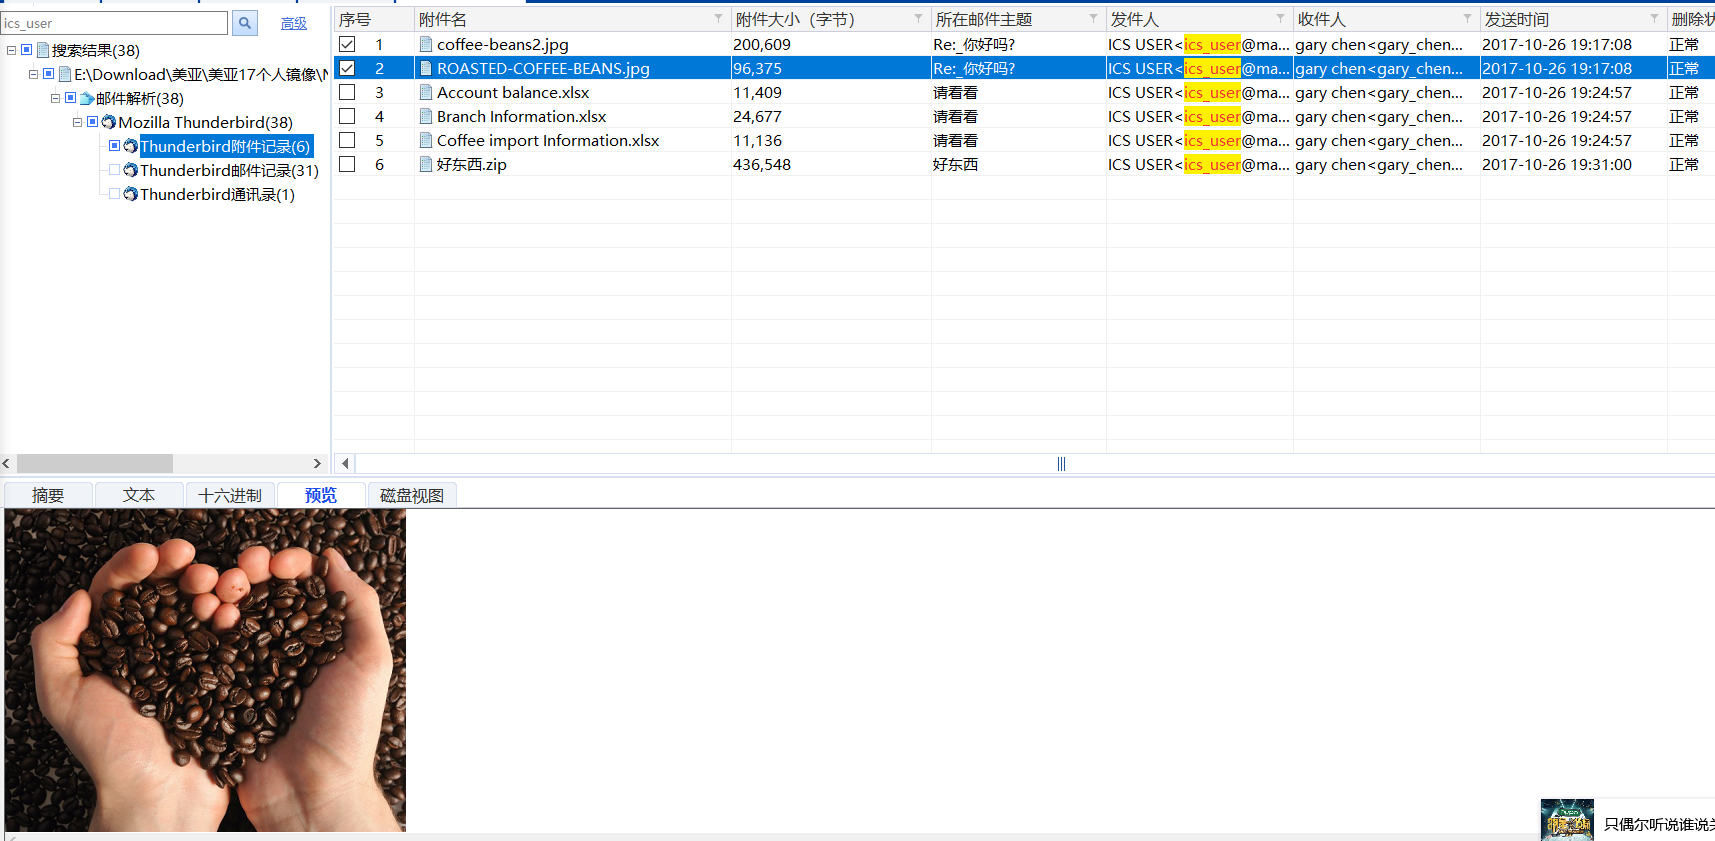 ics_user 高级
搜索结果(38)
E:\Download\美亚\美亚17个人镜像\N
邮件解析(38)
Mozilla Thunderbird(38)
Thunderbird附件记录(6)
Thunderbird邮件记录(31)
Thunderbird通讯录(1)
序号 附件名 附件大小（字节） 所在邮件主题 发件人 收件人 发送时间 删除状
1 coffee-beans2.jpg 200,609 Re:_你好吗? ICS USER<ics_user@ma... gary chen<gary_chen... 2017-10-26 19:17:08 正常
2 ROASTED-COFFEE-BEANS.jpg 96,375 Re:_你好吗? ICS USER<ics_user@ma... gary chen<gary_chen... 2017-10-26 19:17:08 正常
3 Account balance.xlsx 11,409 请看看 ICS USER<ics_user@ma... gary chen<gary_chen... 2017-10-26 19:24:57 正常
4 Branch Information.xlsx 24,677 请看看 ICS USER<ics_user@ma... gary chen<gary_chen... 2017-10-26 19:24:57 正常
5 Coffee import Information.xlsx 11,136 请看看 ICS USER<ics_user@ma... gary chen<gary_chen... 2017-10-26 19:24:57 正常
6 好东西.zip 436,548 好东西 ICS USER<ics_user@ma... gary chen<gary_chen... 2017-10-26 19:31:00 正常
摘要 文本 十六进制 预览 磁盘视图
只偶尔听说谁说关